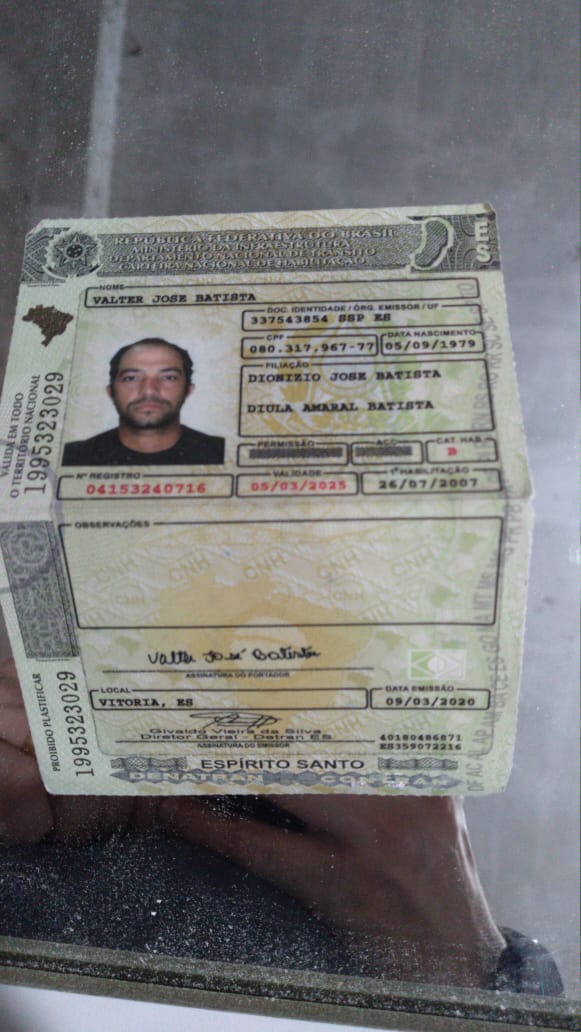 REPÚBLICA FEDERATIVA DO BRASIL
MINISTÉRIO DA INFRAESTRUTURA
DEPARTAMENTO NACIONAL DE TRÂNSITO
CARTEIRA NACIONAL DE HABILITAÇÃO
ES
NOME
VALTER JOSE BATISTA
DOC. IDENTIDADE / ÓRG. EMISSOR / UF
337543854 SSP ES
CPF
DATA NASCIMENTO
080.317.967-77
05/09/1979
FILIAÇÃO
DIONIZIO JOSE BATISTA
DIULA AMARAL BATISTA
PERMISSÃO
ACC
CAT. HAB.
Nº REGISTRO
VALIDADE
1ª HABILITAÇÃO
04153240716
05/03/2025
26/07/2007
VÁLIDA EM TODO
O TERRITÓRIO NACIONAL
1995323029
OBSERVAÇÕES
CNH
CNH
CNH
CNH
Valter José Batista
ASSINATURA DO PORTADOR
LOCAL
DATA EMISSÃO
VITORIA, ES
09/03/2020
Givaldo Vieira da Silva
Diretor Geral - Detran ES
ASSINATURA DO EMISSOR
40180486871
ES359072216
PROIBIDO PLASTIFICAR
1995323029
ESPÍRITO SANTO
DENATRAN CONTRAN